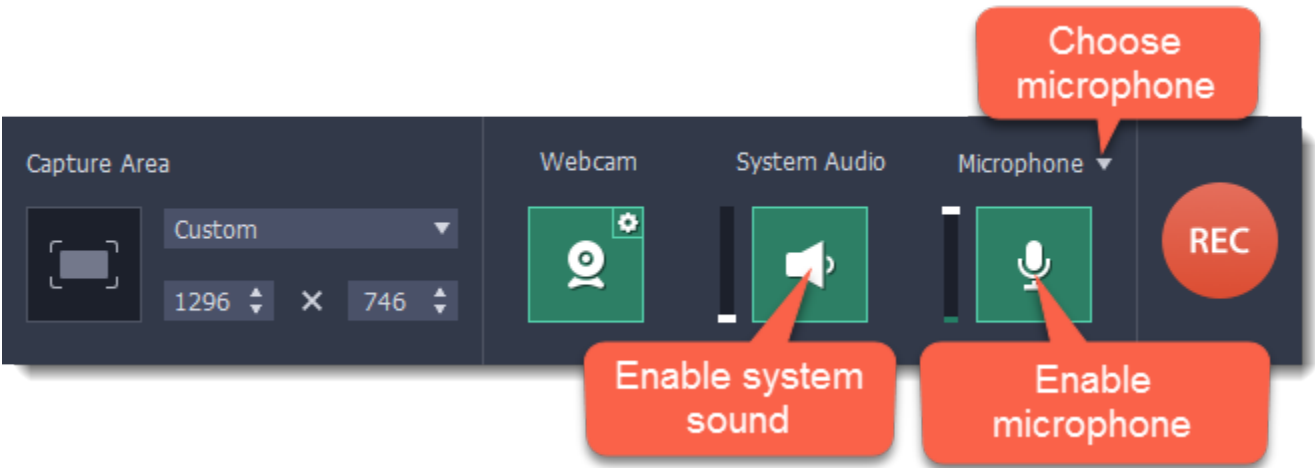 Choose
microphone
Capture Area
Webcam
System Audio
Microphone
Custom
1296 × 746
REC
Enable system
sound
Enable
microphone